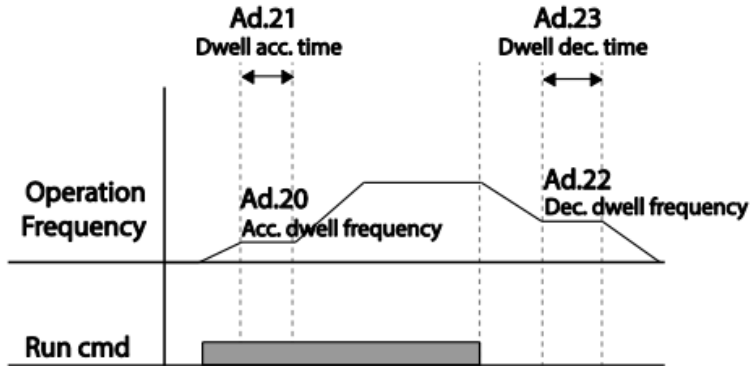 Ad.21
Dwell acc. time
Ad.23
Dwell dec. time
Operation
Frequency
Ad.20
Acc. dwell frequency
Ad.22
Dec. dwell frequency
Run cmd